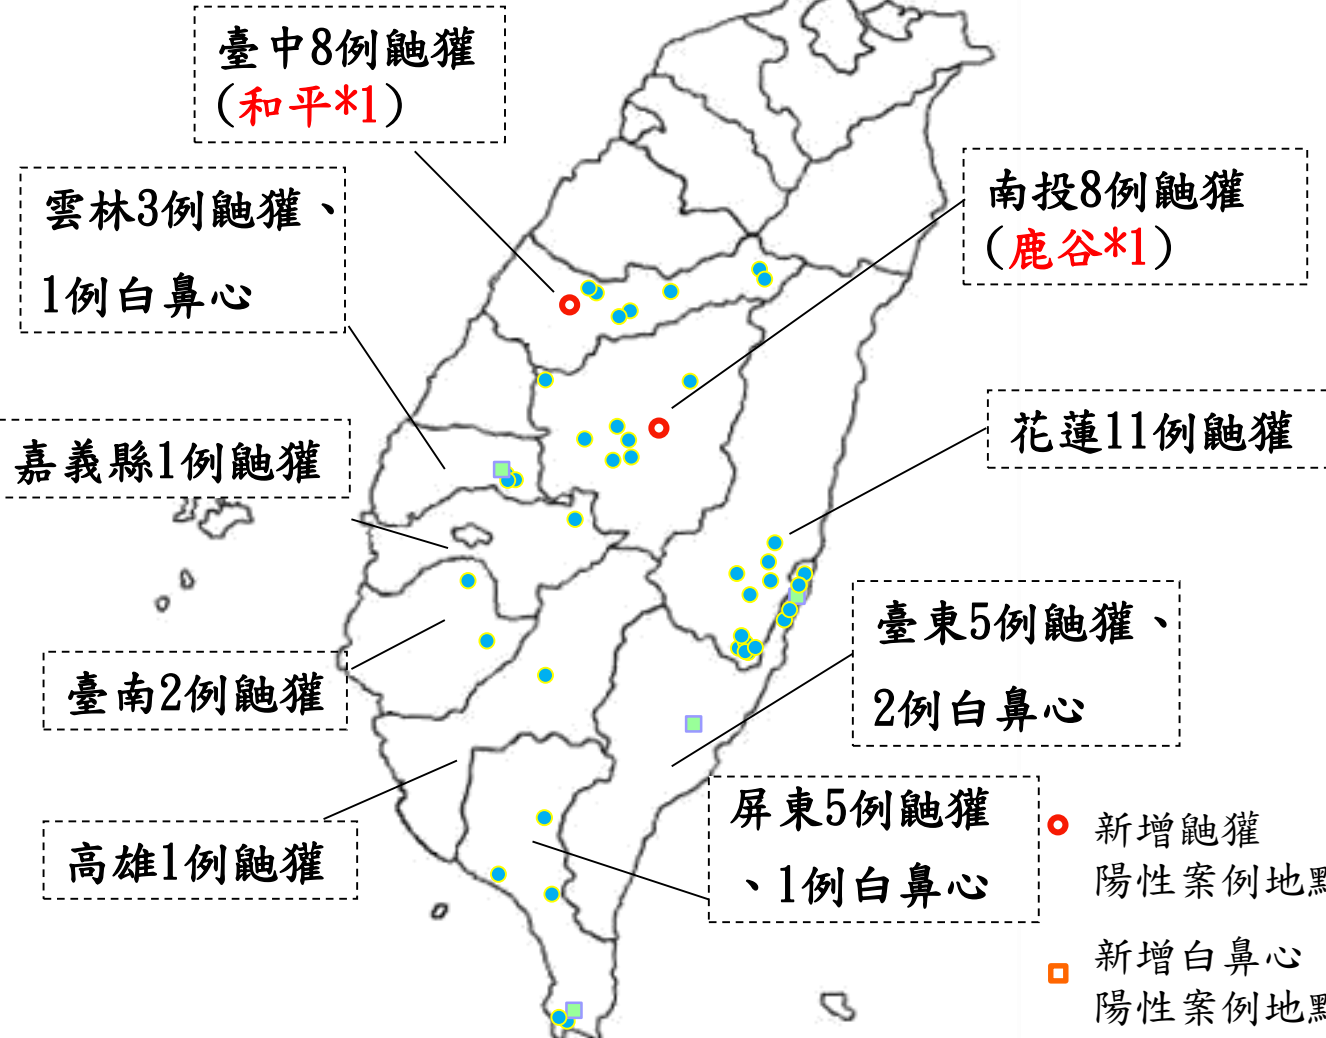 臺中8例鼬獾
(和平*1)
雲林3例鼬獾、
1例白鼻心
南投8例鼬獾
(鹿谷*1)
嘉義縣1例鼬獾
花蓮11例鼬獾
臺東5例鼬獾、
2例白鼻心
臺南2例鼬獾
屏東5例鼬獾
、1例白鼻心
高雄1例鼬獾
新增鼬獾
陽性案例地點
新增白鼻心
陽性案例地點